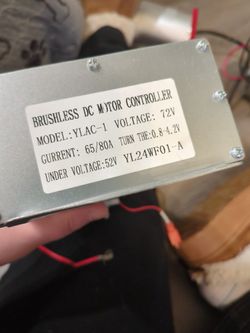 BRUSHLESS DC MOTOR CONTROLLER
MODEL:YLAC-1 VOLTAGE: 72V
GURRENT: 65/80A TURN THE:0.8-4.2V
UNDER VOLTAGE:52V YL24WF01-A